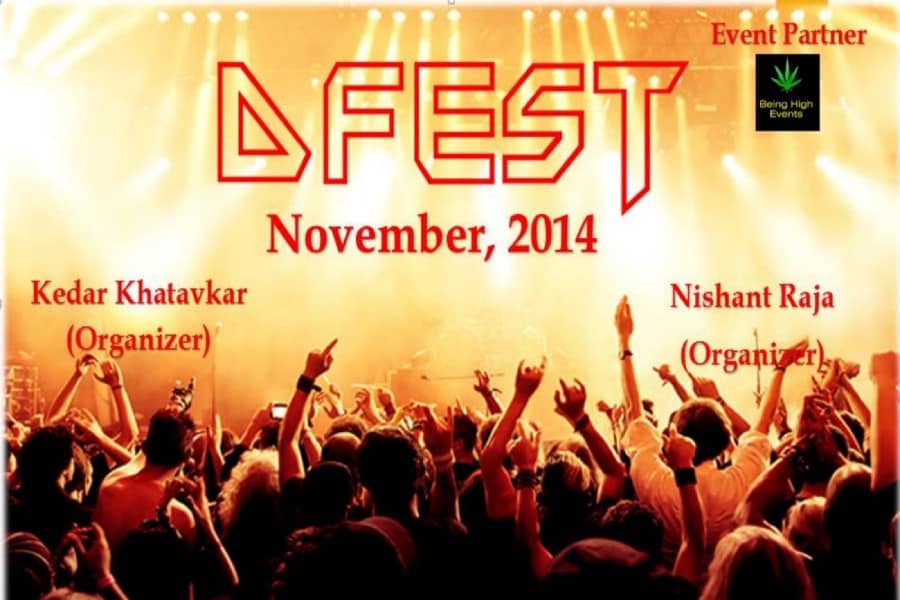 Event Partner
DFEST
Being High
Events
November, 2014
Kedar Khatavkar
(Organizer)
Nishant Raja
(Organizer)